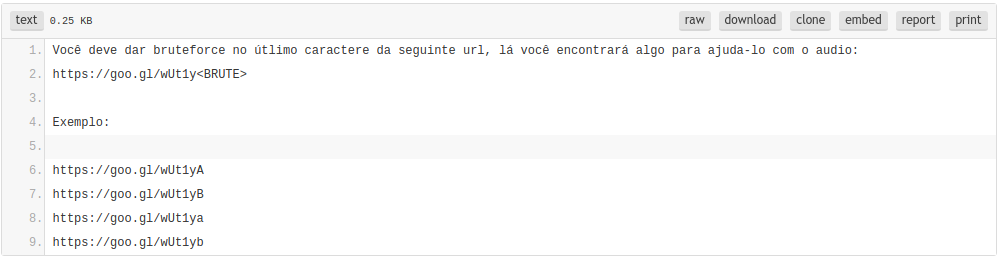 text 0.25 KB raw download clone embed report print
1. Você deve dar bruteforce no útlimo caractere da seguinte url, lá você encontrará algo para ajuda-lo com o audio:
2. https://goo.gl/wUt1y<BRUTE>
3.
4. Exemplo:
5.
6. https://goo.gl/wUt1yA
7. https://goo.gl/wUt1yB
8. https://goo.gl/wUt1ya
9. https://goo.gl/wUt1yb